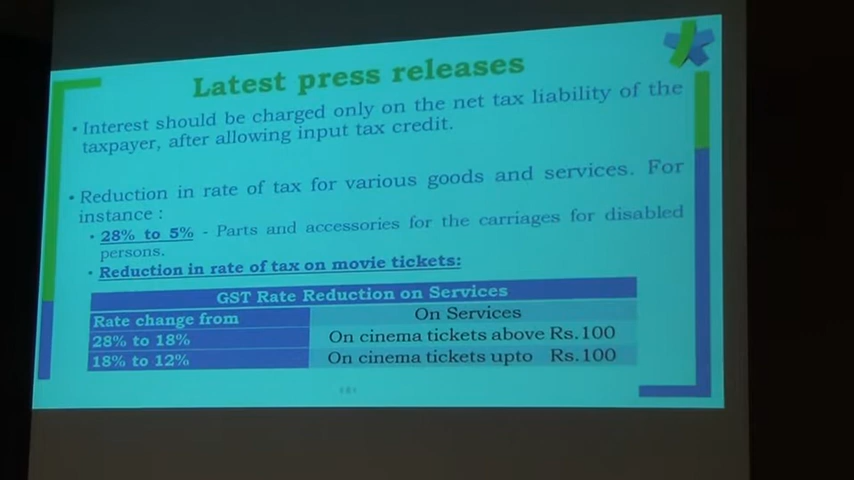 Latest press releases
• Interest should be charged only on the net tax liability of the
taxpayer, after allowing input tax credit.
• Reduction in rate of tax for various goods and services. For
instance :
• 28% to 5% - Parts and accessories for the carriages for disabled
persons.
• Reduction in rate of tax on movie tickets:
GST Rate Reduction on Services
Rate change from On Services
28% to 18% On cinema tickets above Rs.100
18% to 12% On cinema tickets upto Rs.100